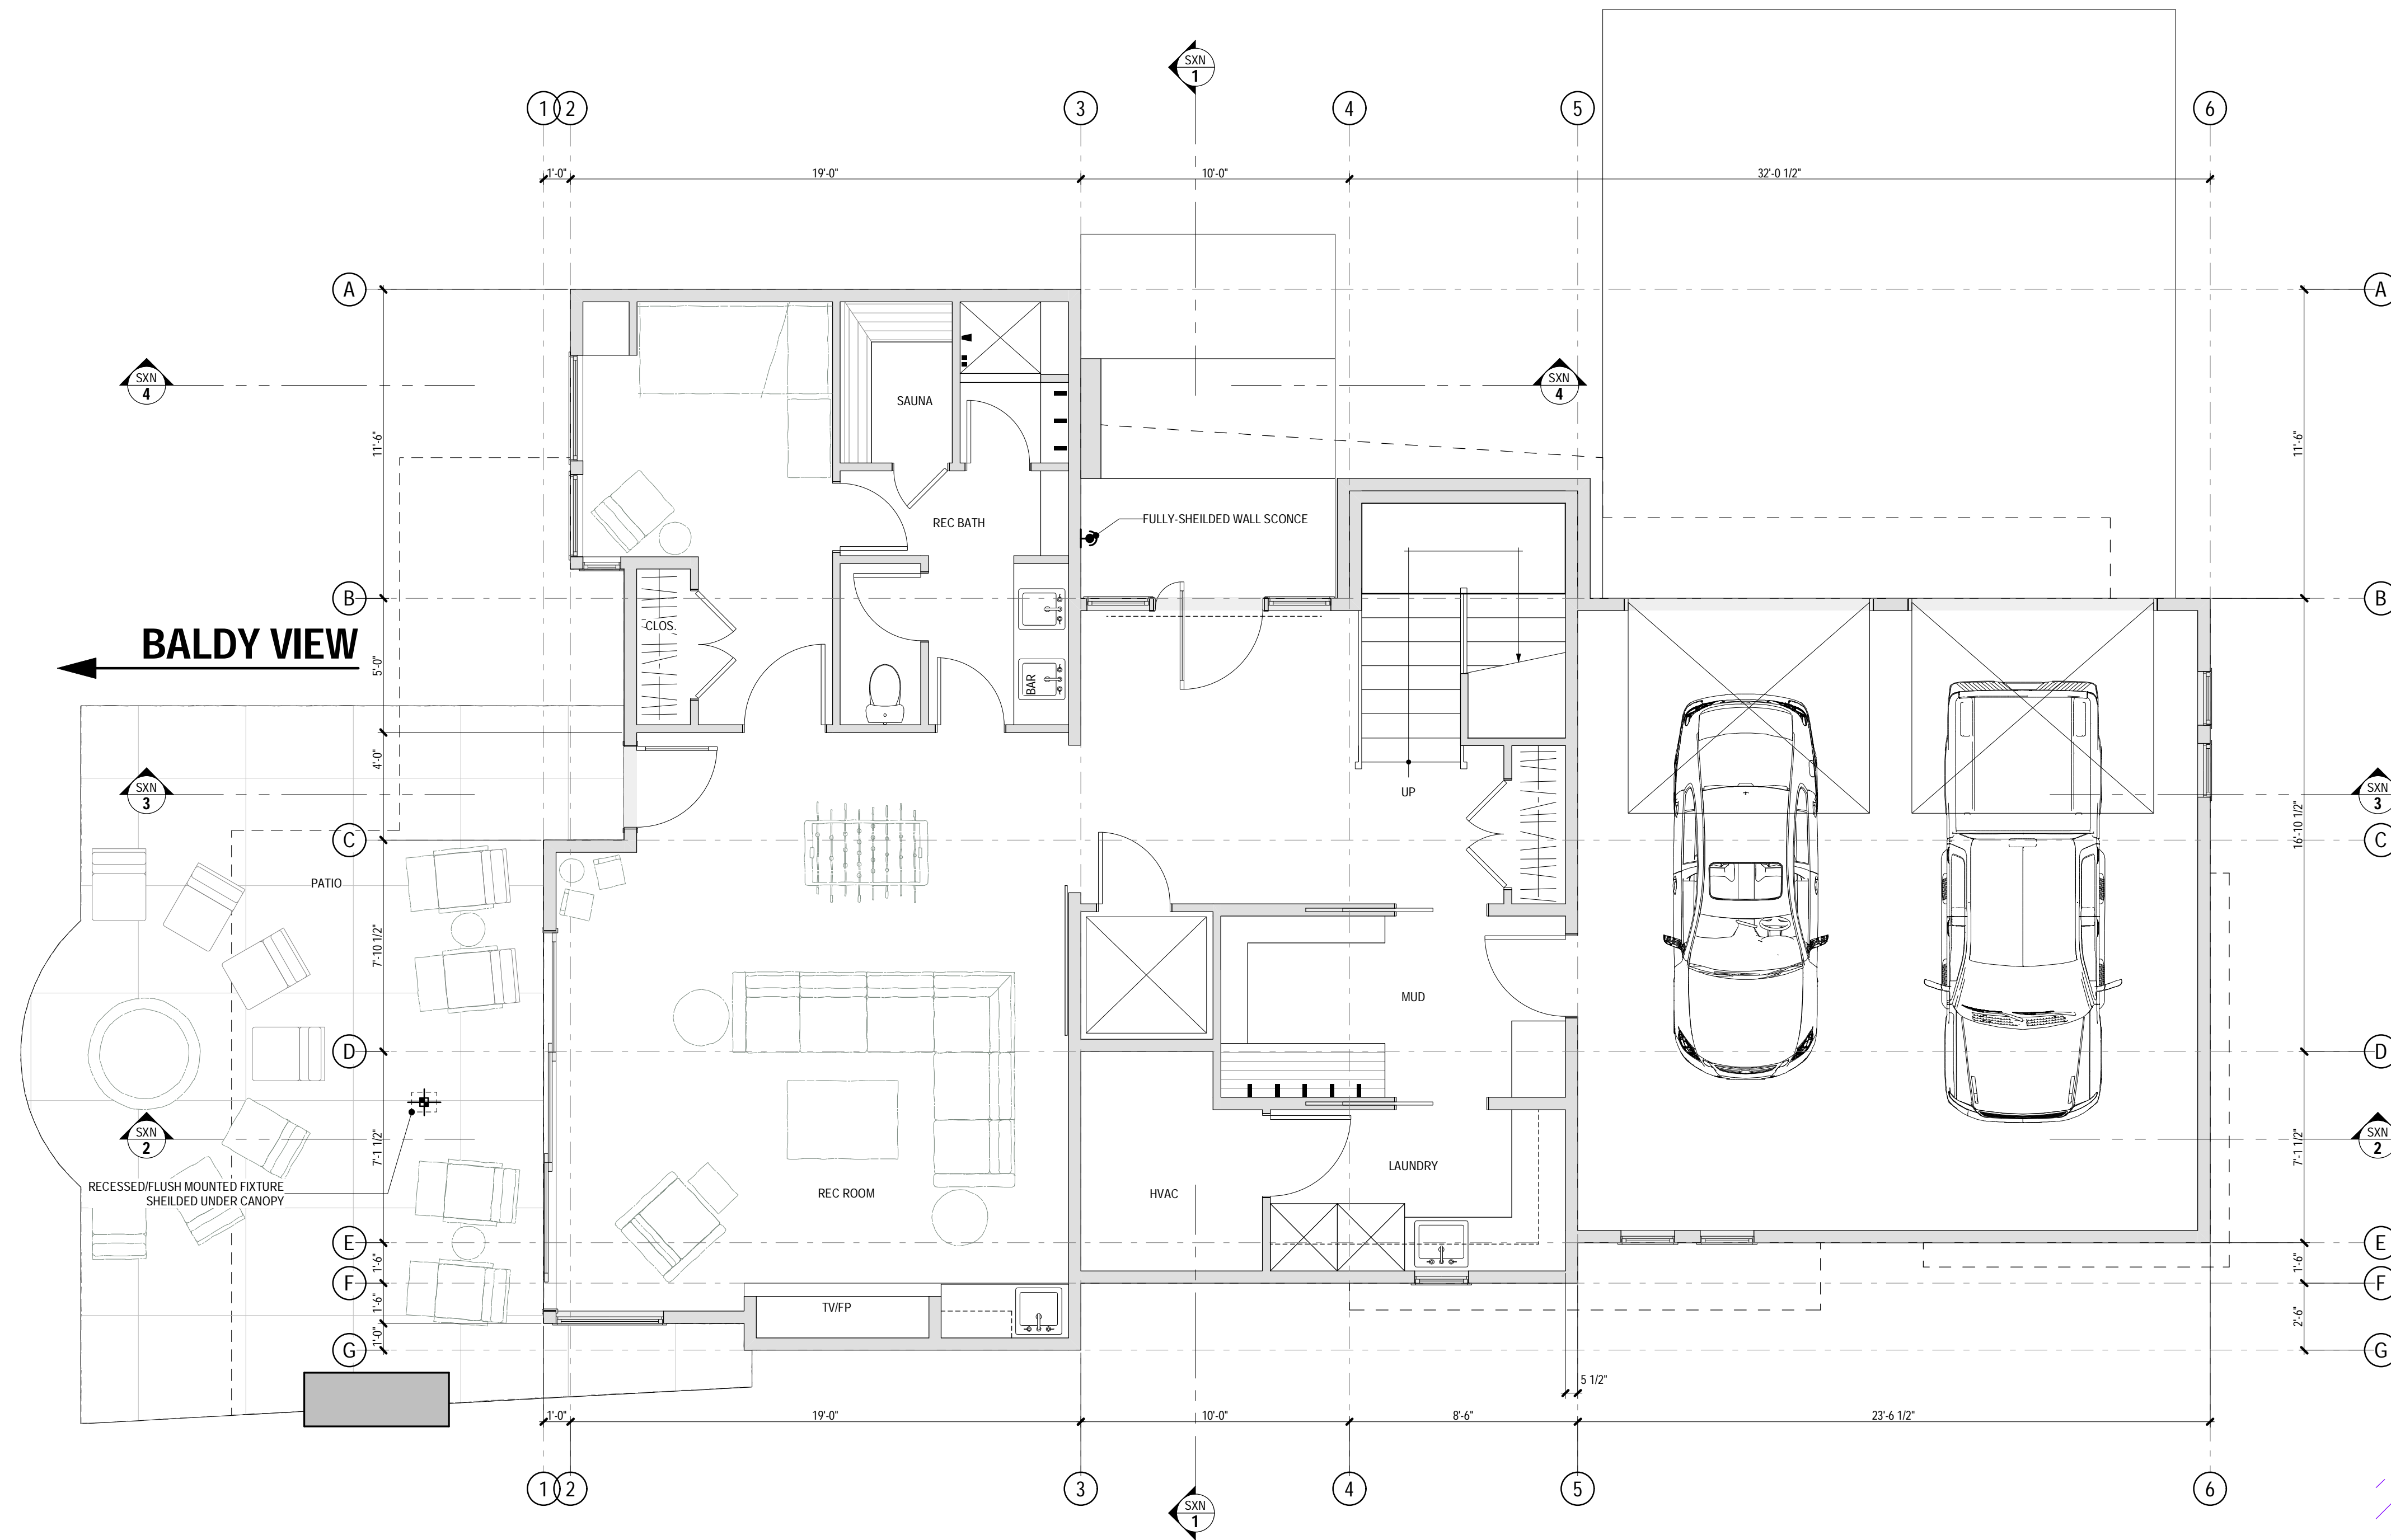 SXN
1
1
2
3
4
5
6
1'-0"
19'-0"
10'-0"
32'-0 1/2"
A
A
SXN
4
SXN
4
11'-6"
11'-6"
SAUNA
REC BATH
FULLY-SHEILDED WALL SCONCE
B
B
CLOS.
BALDY VIEW
5'-0"
BAR
4'-0"
SXN
3
UP
SXN
3
16'-10 1/2"
C
C
PATIO
7'-10 1/2"
MUD
D
D
SXN
2
SXN
2
7'-1 1/2"
7'-1 1/2"
LAUNDRY
RECESSED/FLUSH MOUNTED FIXTURE
SHEILDED UNDER CANOPY
REC ROOM
HVAC
E
E
1'-6"
1'-6"
F
F
1'-6"
TV/FP
2'-6"
1'-0"
G
G
5 1/2"
1'-0"
19'-0"
10'-0"
8'-6"
23'-6 1/2"
1
2
3
4
5
6
SXN
1